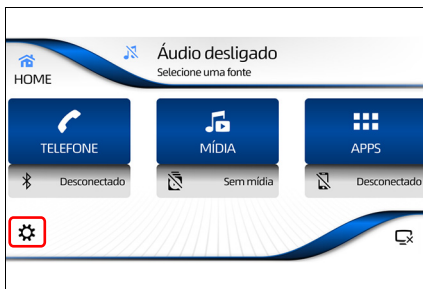 Áudio desligado
Selecione uma fonte
HOME
TELEFONE
MÍDIA
APPS
Desconectado
Sem mídia
Desconectado